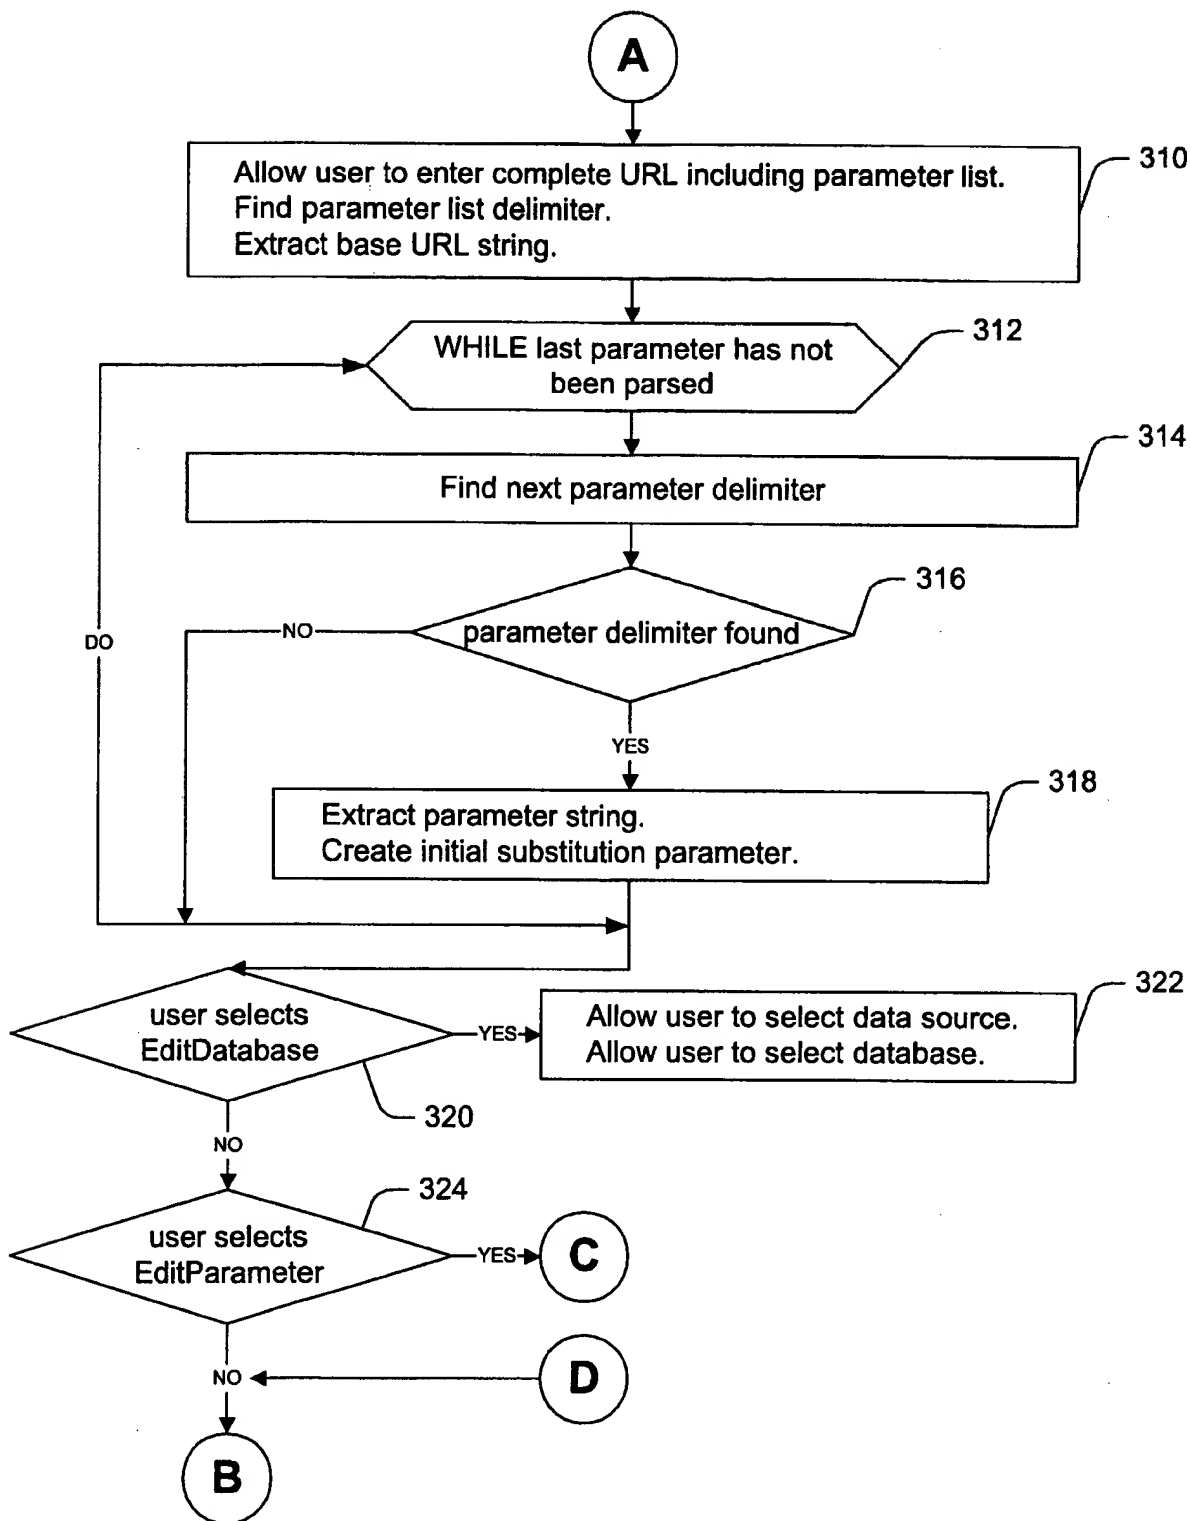 A
Allow user to enter complete URL including parameter list.
Find parameter list delimiter.
Extract base URL string.
310
WHILE last parameter has not
been parsed
312
Find next parameter delimiter
314
parameter delimiter found
316
NO
DO
YES
Extract parameter string.
Create initial substitution parameter.
318
user selects
EditDatabase
320
YES
Allow user to select data source.
Allow user to select database.
322
NO
user selects
EditParameter
324
YES
C
NO
D
B